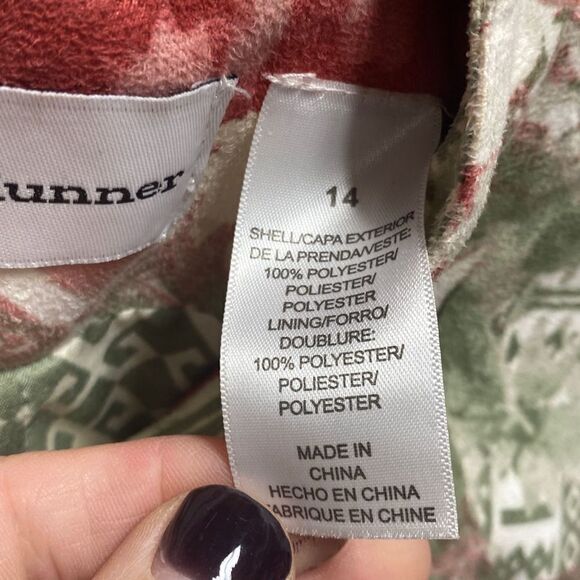 unner
14
SHELL/CAPA EXTERIOR
DE LA PRENDA/VESTE:
100% POLYESTER/
POLIESTER/
POLYESTER
LINING/FORRO/
DOUBLURE:
100% POLYESTER/
POLIESTER/
POLYESTER
MADE IN
CHINA
HECHO EN CHINA
FABRIQUE EN CHINE